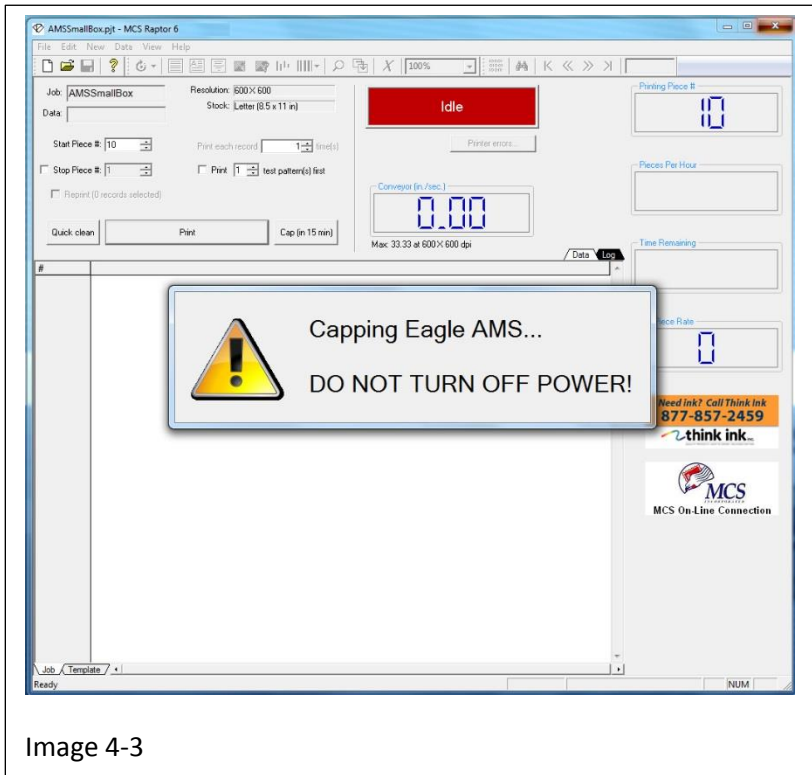 AMSSmallBox.pjt - MCS Raptor 6
File Edit New Data View Help
100%
Job: AMSSmallBox
Resolution: 600 X 600
Printing Piece #
Data:
Stock: Letter (8.5 x 11 in)
Idle
10
Start Piece #: 10
Print each record 1 time(s)
Printer errors...
Stop Piece #: 1
Print 1 test pattern(s) first
Pieces Per Hour
Reprint (0 records selected)
Conveyor (in./sec.)
0.00
Quick clean
Print
Cap (in 15 min)
Max: 33.33 at 600 X 600 dpi
Time Remaining
Data Log
#
Capping Eagle AMS...
DO NOT TURN OFF POWER!
iece Rate
0
Need ink? Call Think Ink
877-857-2459
think ink
MCS
INCORPORATED
MCS On-Line Connection
Job Template
Ready
NUM
Image 4-3